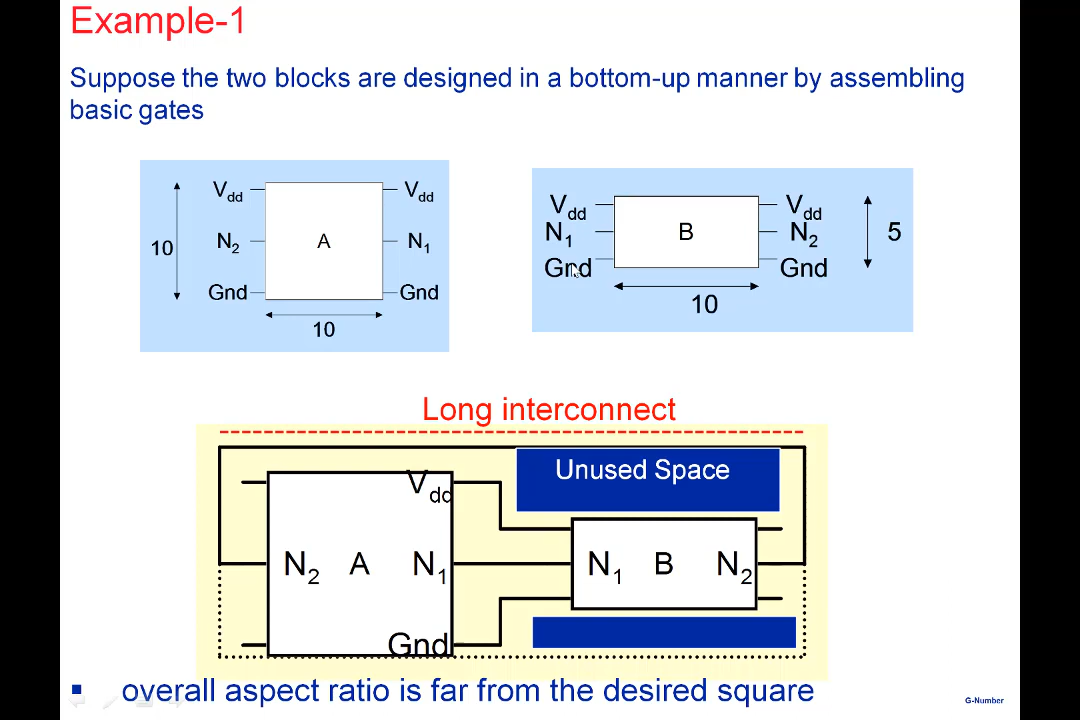 Example-1
Suppose the two blocks are designed in a bottom-up manner by assembling
basic gates
Vdd Vdd
10 N2 A N1
Gnd Gnd
10
Vdd Vdd
N1 B N2 5
Gnd Gnd
10
Long interconnect
Unused Space
Vdd
N2 A N1 N1 B N2
Gnd
▪ overall aspect ratio is far from the desired square
G-Number